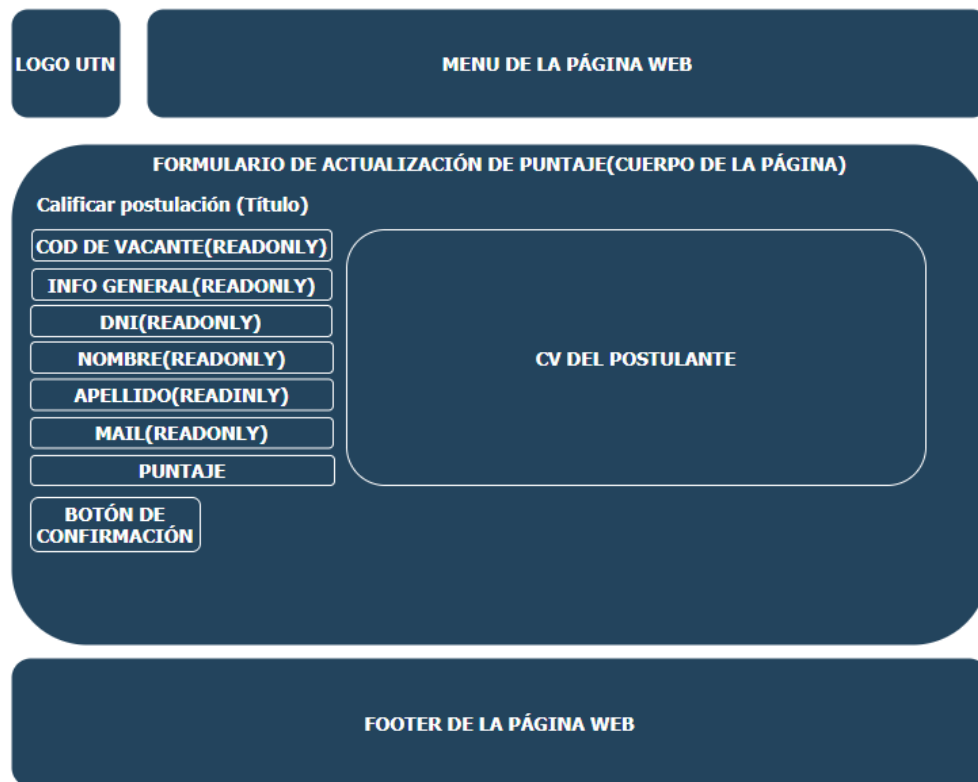 LOGO UTN
MENU DE LA PÁGINA WEB
FORMULARIO DE ACTUALIZACIÓN DE PUNTAJE(CUERPO DE LA PÁGINA)
Calificar postulación (Título)
COD DE VACANTE(READONLY)
INFO GENERAL(READONLY)
DNI(READONLY)
NOMBRE(READONLY)
APELLIDO(READINLY)
MAIL(READONLY)
PUNTAJE
BOTÓN DE
CONFIRMACIÓN
CV DEL POSTULANTE
FOOTER DE LA PÁGINA WEB